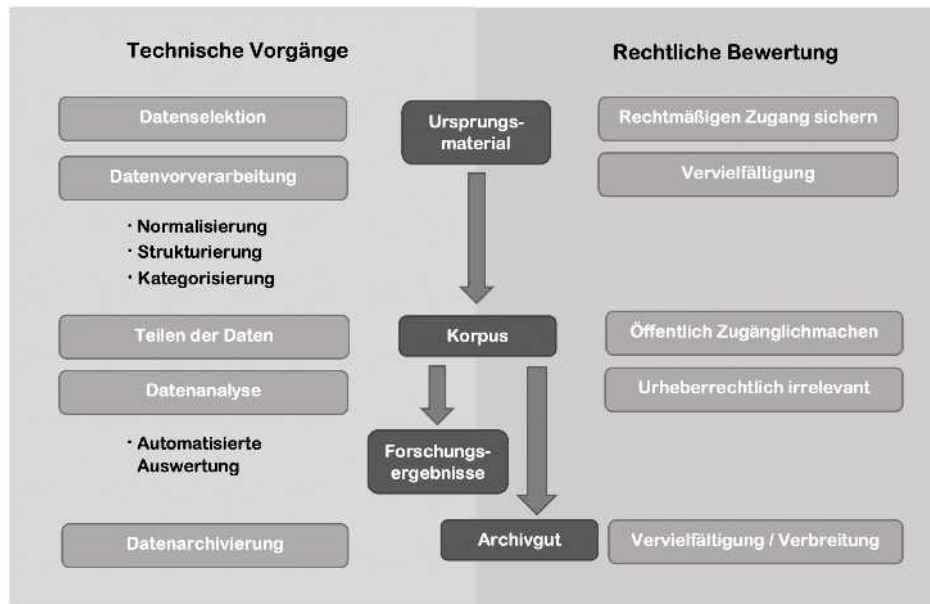 Technische Vorgänge
Rechtliche Bewertung
Datenselektion
Ursprungs-
material
Rechtmäßigen Zugang sichern
Datenvorverarbeitung
Vervielfältigung
· Normalisierung
· Strukturierung
· Kategorisierung
Teilen der Daten
Korpus
Öffentlich Zugänglichmachen
Datenanalyse
Urheberrechtlich irrelevant
· Automatisierte
Auswertung
Forschungs-
ergebnisse
Datenarchivierung
Archivgut
Vervielfältigung / Verbreitung